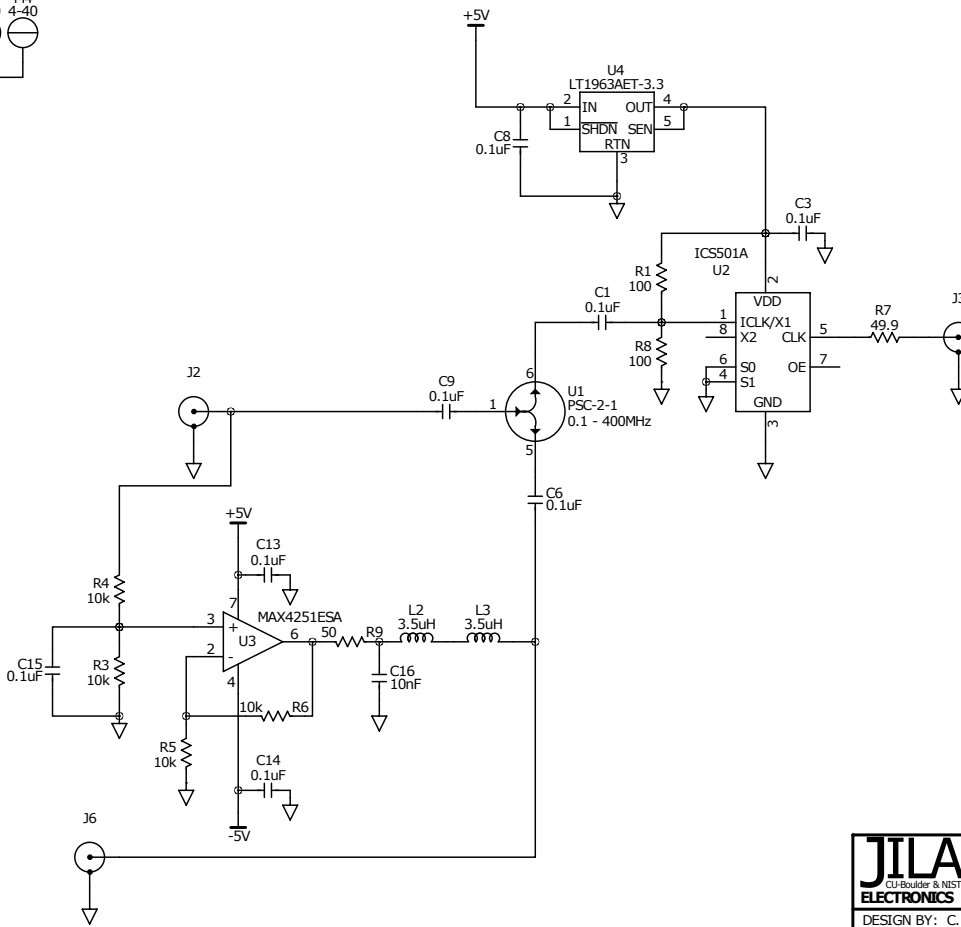 4-40
+5V
U4
LT1963AET-3.3
2 IN OUT 4
1 SHDN SEN 5
RTN
3
C8
0.1uF
C3
0.1uF
ICS501A
U2
R1
100
2
VDD
C1
0.1uF
1 ICLK/X1
8 X2 CLK 5
R7
49.9
R8
100
6 S0 OE 7
4 S1
GND
3
J2
C9
0.1uF
6
1
U1
PSC-2-1
0.1 - 400MHz
5
C6
0.1uF
+5V
C13
0.1uF
R4
10k
7
MAX4251ESA
3 + 6
U3
2 -
4
50 R9
L2
3.5uH
L3
3.5uH
C15
0.1uF
R3
10k
C16
10nF
10k R6
R5
10k
C14
0.1uF
-5V
J6
JILA
CU-Boulder & NIST
ELECTRONICS
DESIGN BY: C.